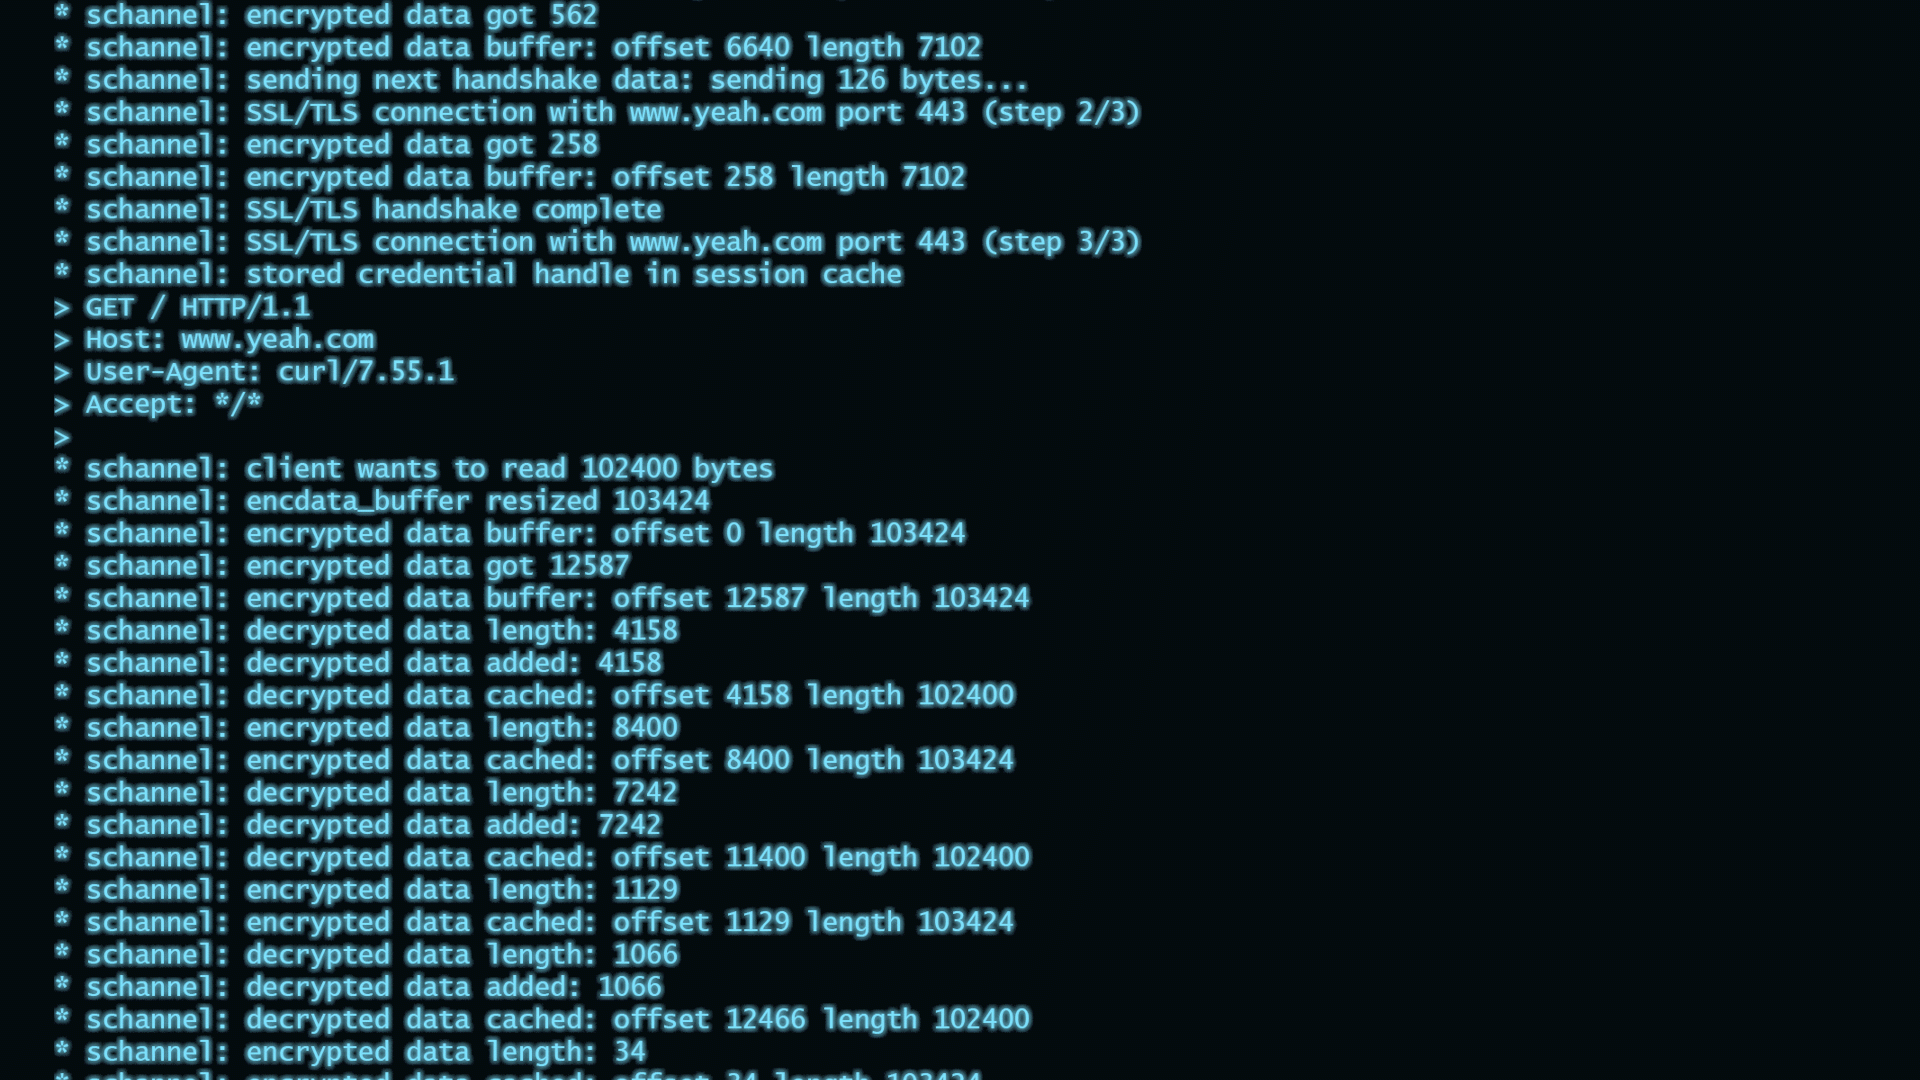 * schannel: encrypted data got 562
* schannel: encrypted data buffer: offset 6640 length 7102
* schannel: sending next handshake data: sending 126 bytes...
* schannel: SSL/TLS connection with www.yeah.com port 443 (step 2/3)
* schannel: encrypted data got 258
* schannel: encrypted data buffer: offset 258 length 7102
* schannel: SSL/TLS handshake complete
* schannel: SSL/TLS connection with www.yeah.com port 443 (step 3/3)
* schannel: stored credential handle in session cache
> GET / HTTP/1.1
> Host: www.yeah.com
> User-Agent: curl/7.55.1
> Accept: */*
>
* schannel: client wants to read 102400 bytes
* schannel: encdata_buffer resized 103424
* schannel: encrypted data buffer: offset 0 length 103424
* schannel: encrypted data got 12587
* schannel: encrypted data buffer: offset 12587 length 103424
* schannel: decrypted data length: 4158
* schannel: decrypted data added: 4158
* schannel: decrypted data cached: offset 4158 length 102400
* schannel: encrypted data length: 8400
* schannel: encrypted data cached: offset 8400 length 103424
* schannel: decrypted data length: 7242
* schannel: decrypted data added: 7242
* schannel: decrypted data cached: offset 11400 length 102400
* schannel: encrypted data length: 1129
* schannel: encrypted data cached: offset 1129 length 103424
* schannel: decrypted data length: 1066
* schannel: decrypted data added: 1066
* schannel: decrypted data cached: offset 12466 length 102400
* schannel: encrypted data length: 34
* schannel: encrypted data cached: offset 34 length 103424